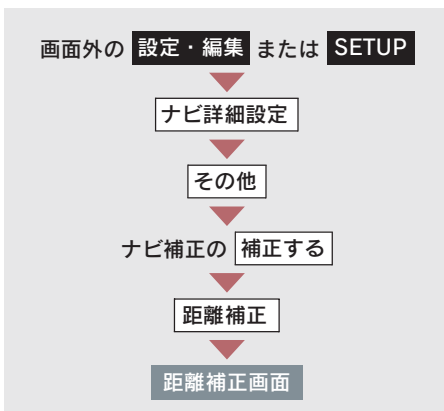 画面外の 設定・編集 または SETUP
ナビ詳細設定
その他
ナビ補正の 補正する
距離補正
距離補正画面